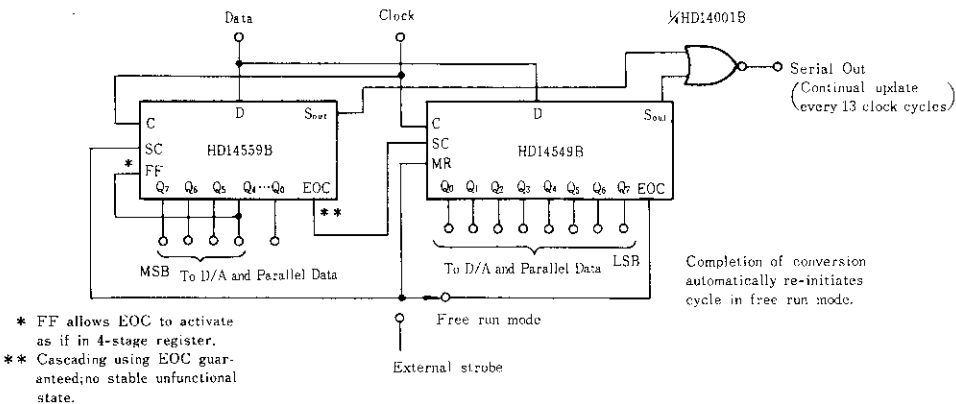 Data
Clock
¼HD14001B
Serial Out
(Continual update
every 13 clock cycles)
D
Sout
C
SC
* FF
HD14559B
Q7 Q6 Q5 Q4 ··· Q0 EOC
**
MSB
To D/A and Parallel Data
D
Sout
C
SC
MR
HD14549B
Q0 Q1 Q2 Q3 Q4 Q5 Q6 Q7 EOC
LSB
To D/A and Parallel Data
Completion of conversion
automatically re-initiates
cycle in free run mode.
Free run mode
External strobe
* FF allows EOC to activate
as if in 4-stage register.
** Cascading using EOC guar-
anteed;no stable unfunctional
state.